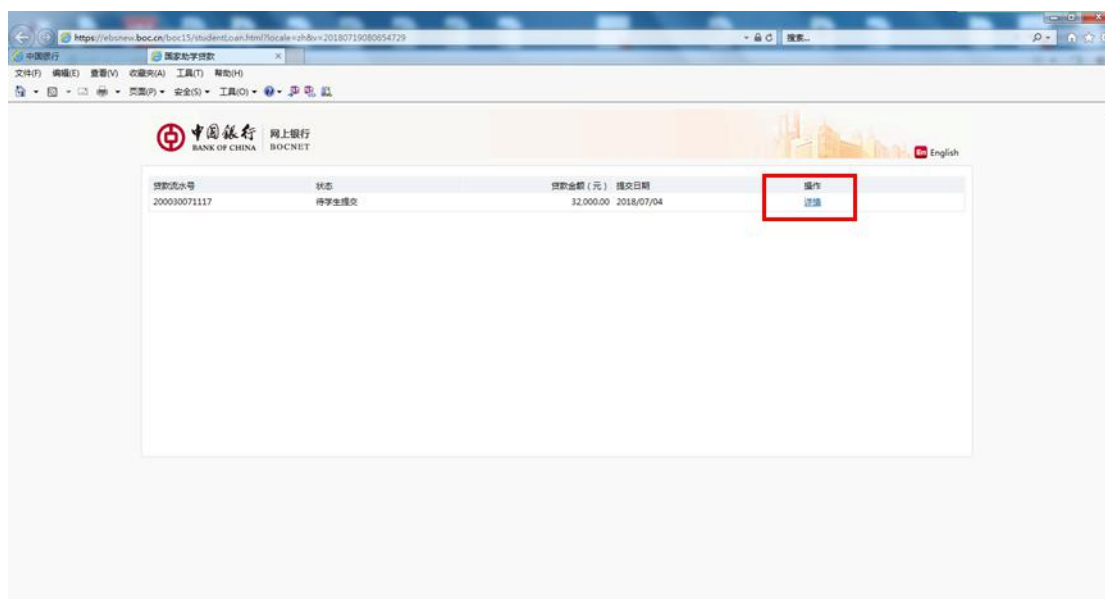 https://ebsnew.boc.cn/boc15/studentLoan.html?locale=zh&v=20180719080654729
搜索...
中国银行
国家助学贷款
文件(F) 编辑(E) 查看(V) 收藏夹(A) 工具(T) 帮助(H)
页面(P) 安全(S) 工具(O)
中国銀行 网上银行
BANK OF CHINA BOCNET
En English
贷款流水号 状态 贷款金额（元） 提交日期 操作
200030071117 待学生提交 32,000.00 2018/07/04 详情